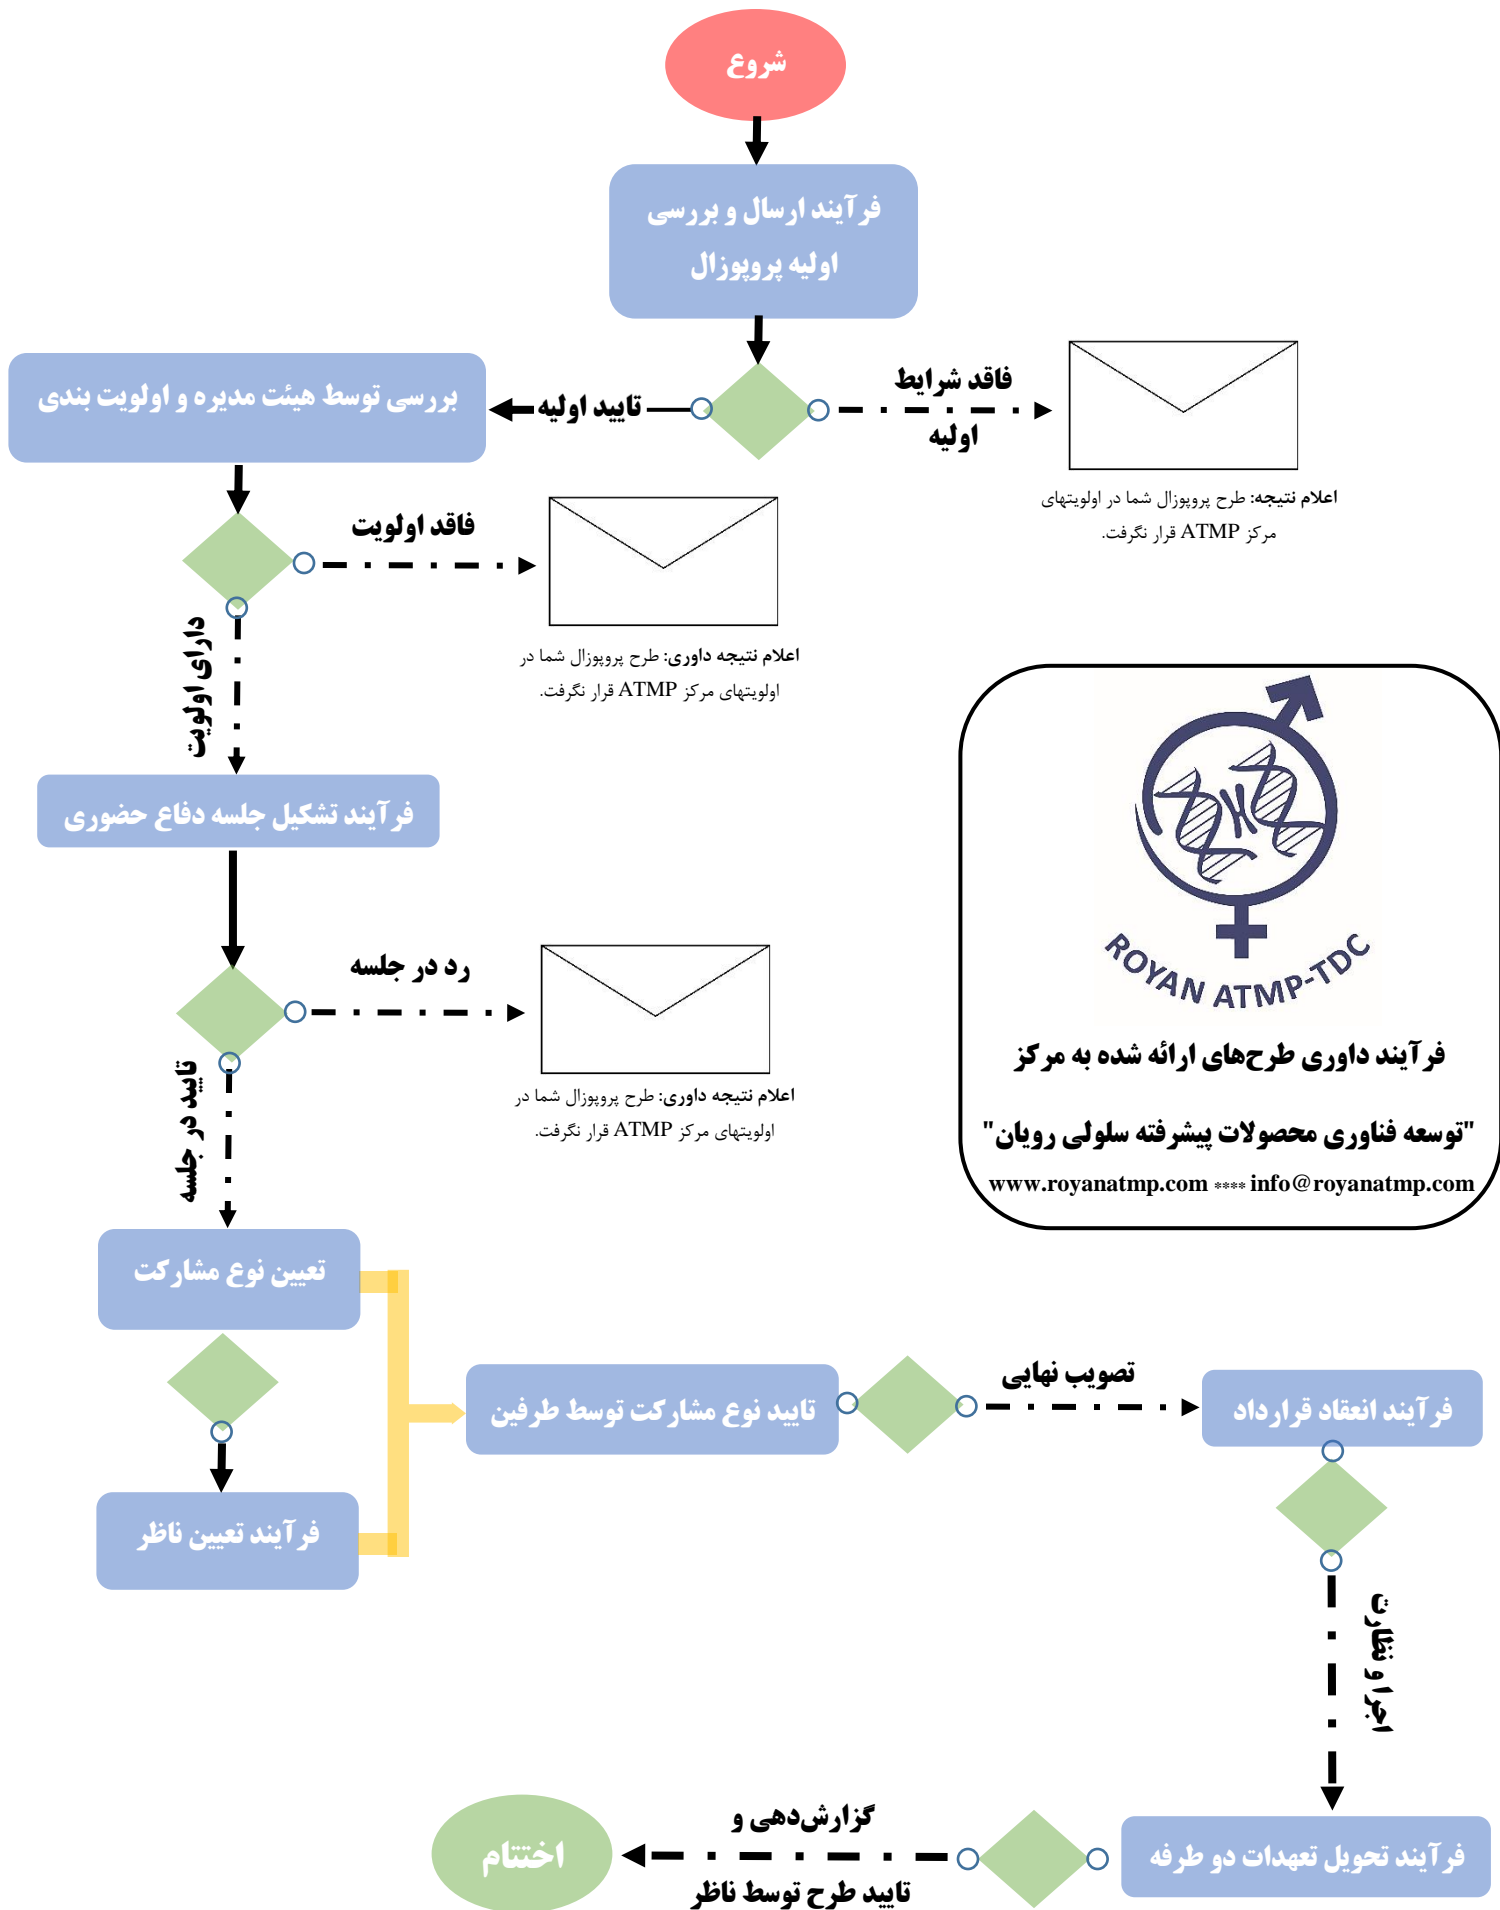 شروع
فرآیند ارسال و بررسی
اولیه پروپوزال
بررسی توسط هیئت مدیره و اولویت بندی
تایید اولیه
فاقد شرایط
اولیه
اعلام نتیجه: طرح پروپوزال شما در اولویتهای
مرکز ATMP قرار نگرفت.
فاقد اولویت
اعلام نتیجه داوری: طرح پروپوزال شما در
اولویتهای مرکز ATMP قرار نگرفت.
دارای اولویت
فرآیند تشکیل جلسه دفاع حضوری
رد در جلسه
اعلام نتیجه داوری: طرح پروپوزال شما در
اولویتهای مرکز ATMP قرار نگرفت.
تایید در جلسه
ROYAN ATMP-TDC
فرآیند داوری طرح‌های ارائه شده به مرکز
"توسعه فناوری محصولات پیشرفته سلولی رویان"
www.royanatmp.com **** info@royanatmp.com
تعیین نوع مشارکت
فرآیند تعیین ناظر
تایید نوع مشارکت توسط طرفین
تصویب نهایی
فرآیند انعقاد قرارداد
اجرا و نظارت
فرآیند تحویل تعهدات دو طرفه
گزارش‌دهی و
تایید طرح توسط ناظر
اختتام